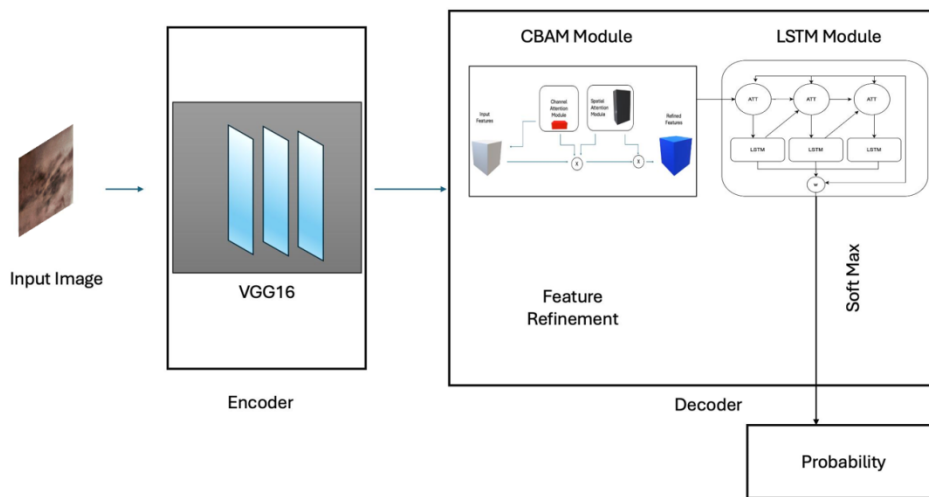 Input Image
VGG16
Encoder
CBAM Module
LSTM Module
Input
Features
Channel
Attention
Module
Spatial
Attention
Module
Refined
Features
X
X
ATT
ATT
ATT
LSTM
LSTM
LSTM
w
Feature
Refinement
Soft Max
Decoder
Probability